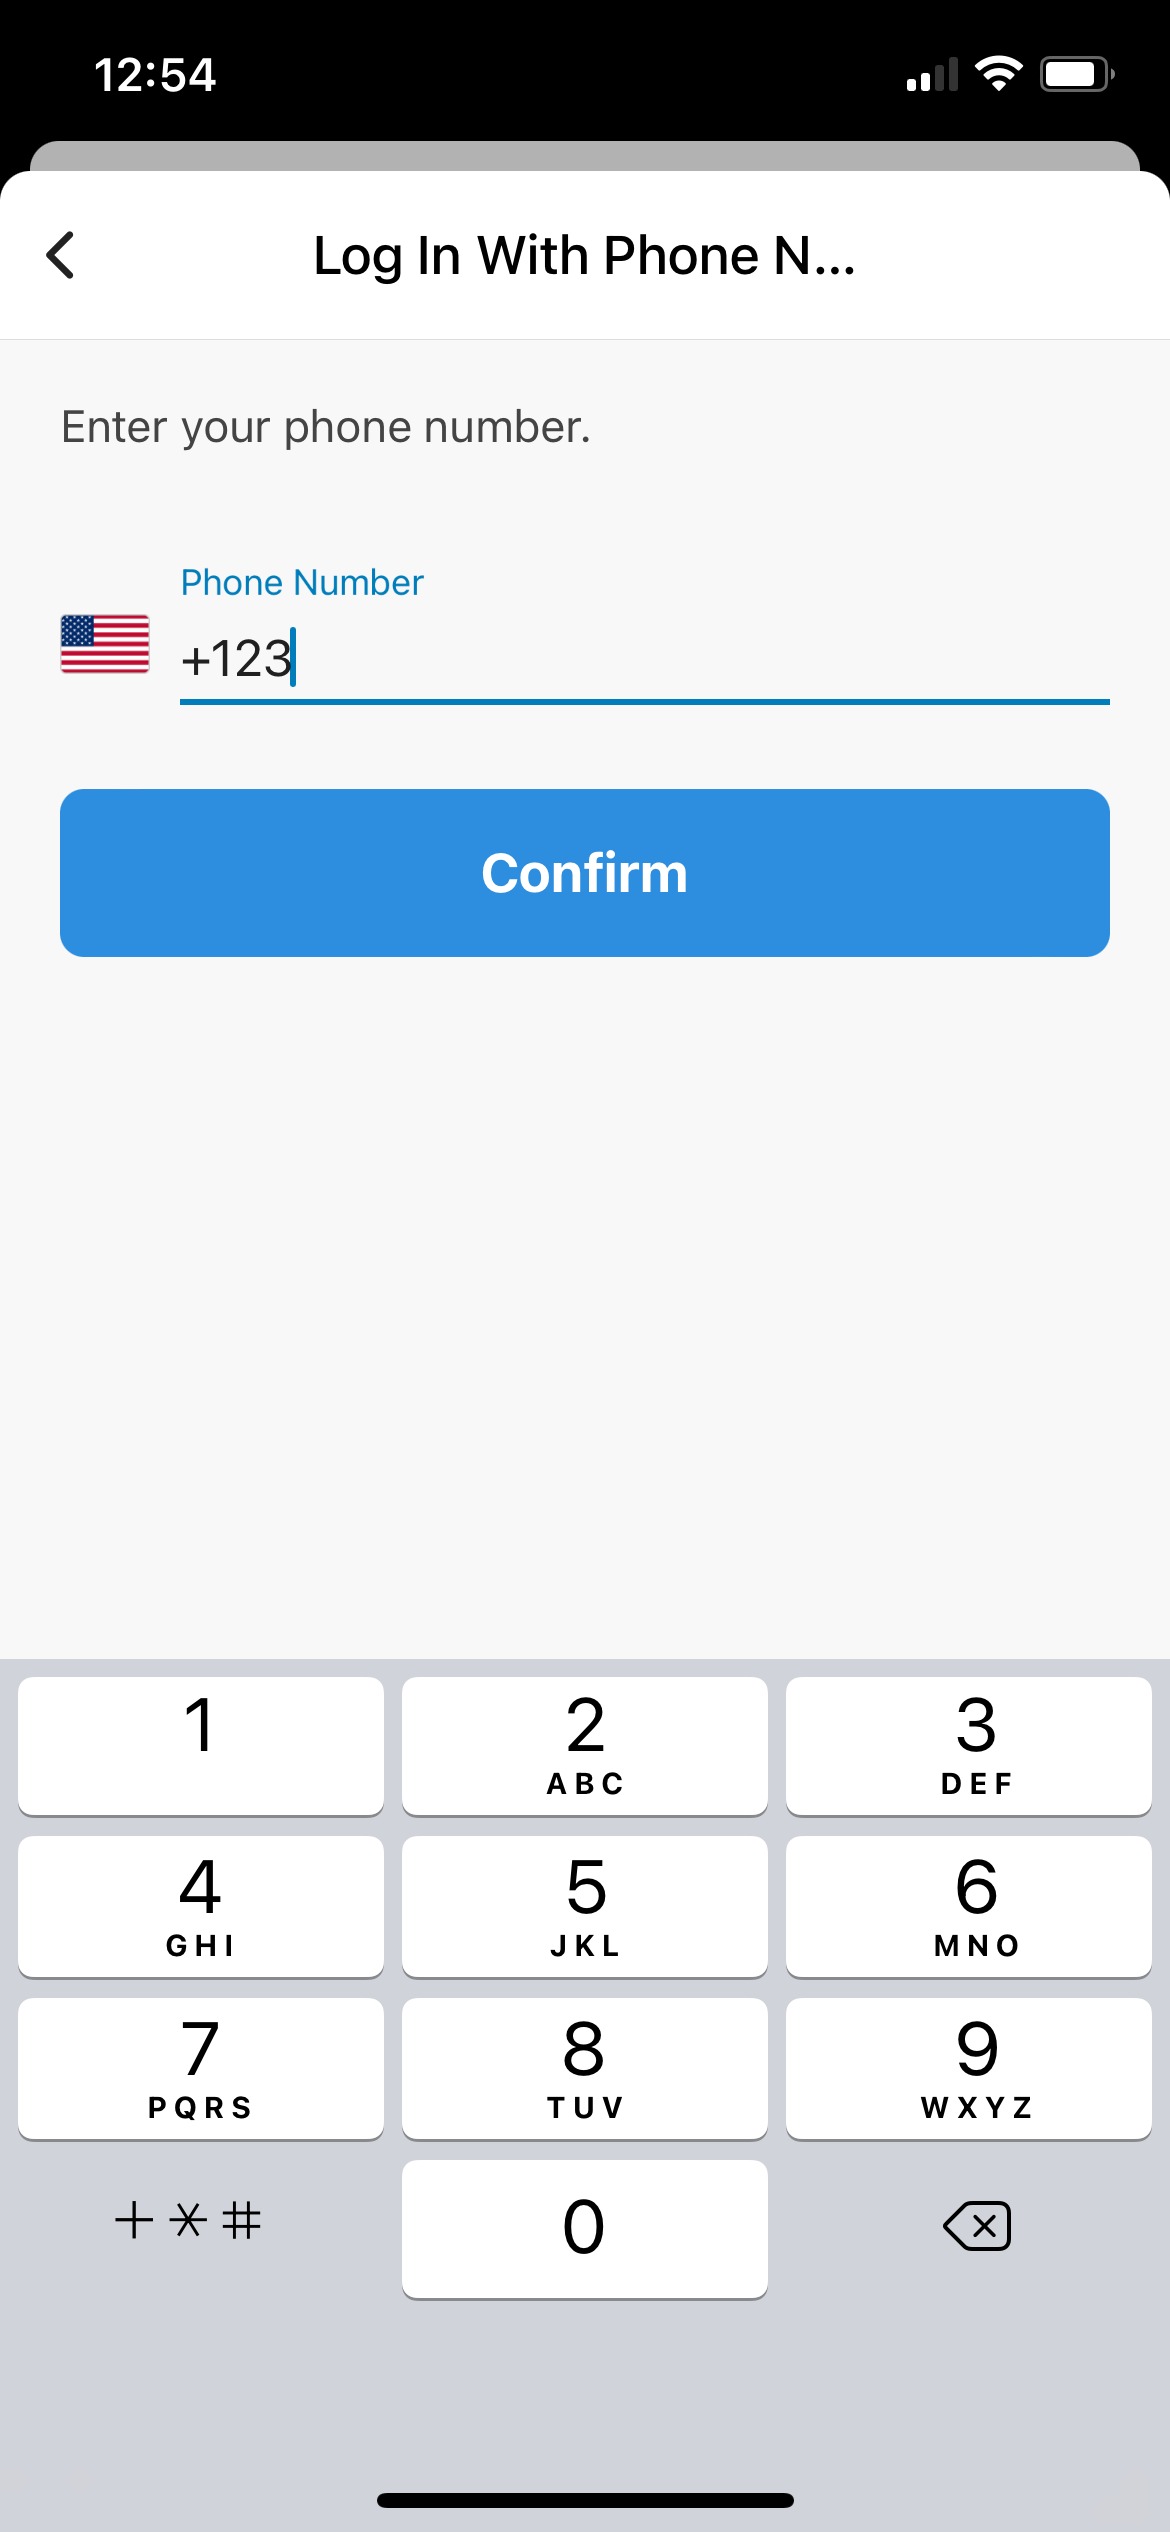 12:54
Log In With Phone N...
Enter your phone number.
Phone Number
+123
Confirm
1
2
ABC
3
DEF
4
GHI
5
JKL
6
MNO
7
PQRS
8
TUV
9
WXYZ
+*#
0